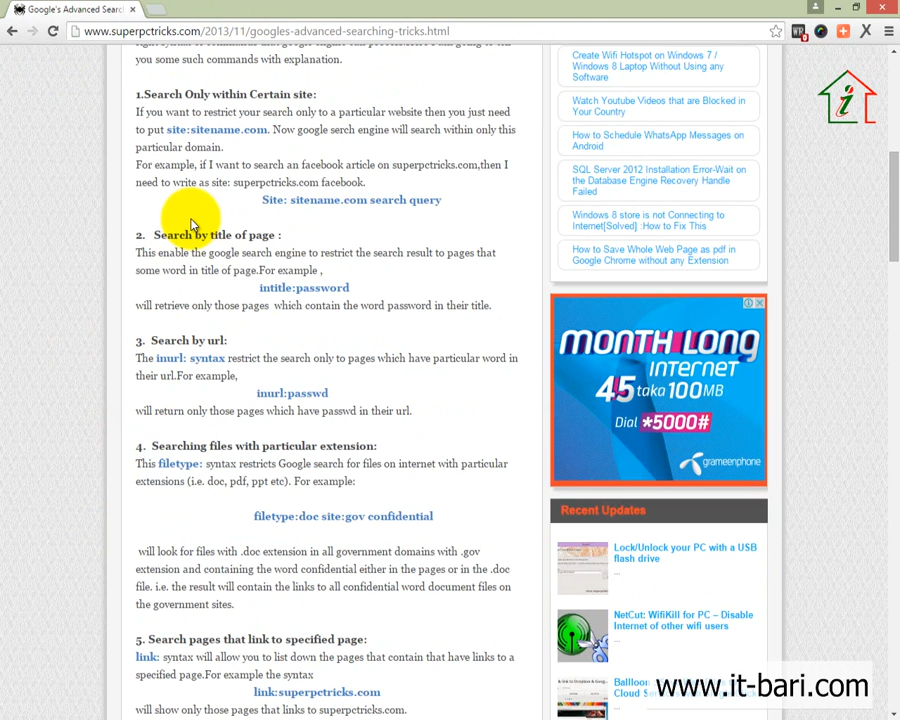 Google's Advanced Searc
www.superpctricks.com/2013/11/googles-advanced-searching-tricks.html
you some such commands with explanation.
1.Search Only within Certain site:
If you want to restrict your search only to a particular website then you just need
to put site:sitename.com. Now google serch engine will search within only this
particular domain.
For example, if I want to search an facebook article on superpctricks.com,then I
need to write as site: superpctricks.com facebook.
Site: sitename.com search query
2. Search by title of page :
This enable the google search engine to restrict the search result to pages that
some word in title of page.For example ,
intitle:password
will retrieve only those pages which contain the word password in their title.
3. Search by url:
The inurl: syntax restrict the search only to pages which have particular word in
their url.For example,
inurl:passwd
will return only those pages which have passwd in their url.
4. Searching files with particular extension:
This filetype: syntax restricts Google search for files on internet with particular
extensions (i.e. doc, pdf, ppt etc). For example:
filetype:doc site:gov confidential
will look for files with .doc extension in all government domains with .gov
extension and containing the word confidential either in the pages or in the .doc
file. i.e. the result will contain the links to all confidential word document files on
the government sites.
5. Search pages that link to specified page:
link: syntax will allow you to list down the pages that contain that have links to a
specified page.For example the syntax
link:superpctricks.com
will show only those pages that links to superpctricks.com.
Create Wifi Hotspot on Windows 7 /
Windows 8 Laptop Without Using any
Software
Watch Youtube Videos that are Blocked in
Your Country
How to Schedule WhatsApp Messages on
Android
SQL Server 2012 Installation Error-Wait on
the Database Engine Recovery Handle
Failed
Windows 8 store is not Connecting to
Internet[Solved] :How to Fix This
How to Save Whole Web Page as pdf in
Google Chrome without any Extension
MONTH LONG
INTERNET
45 taka 100MB
Dial *5000#
grameenphone
Recent Updates
Lock/Unlock your PC with a USB
flash drive
...
NetCut: WifiKill for PC – Disable
Internet of other wifi users
...
Cloud
www.it-bari.com